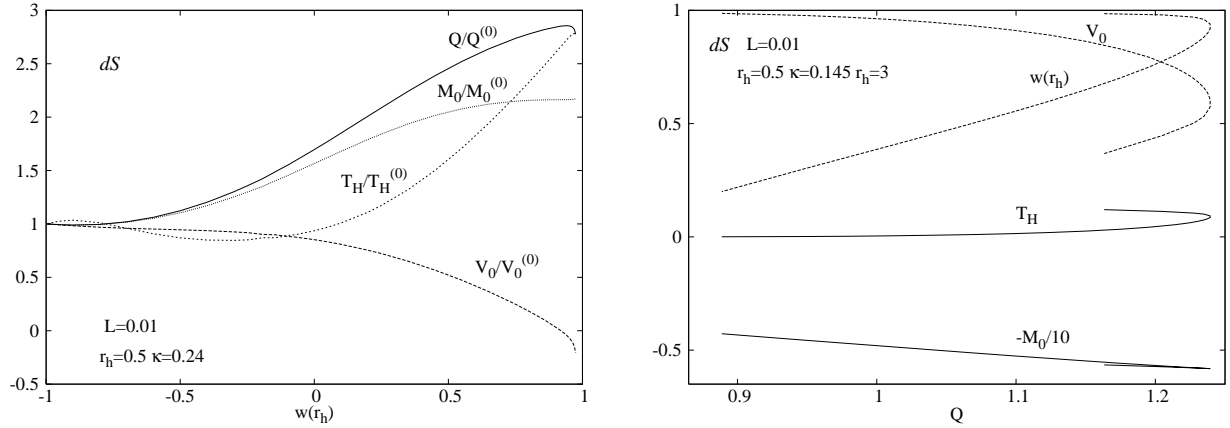 3
2.5
2
1.5
1
0.5
0
-0.5
-1
-0.5
0
0.5
1
w(r_h)
dS
Q/Q^(0)
M_0/M_0^(0)
T_H/T_H^(0)
V_0/V_0^(0)
L=0.01
r_h=0.5 κ=0.24
1
0.5
0
-0.5
0.9
1
1.1
1.2
Q
dS L=0.01
r_h=0.5 κ=0.145 r_h=3
V_0
w(r_h)
T_H
-M_0/10